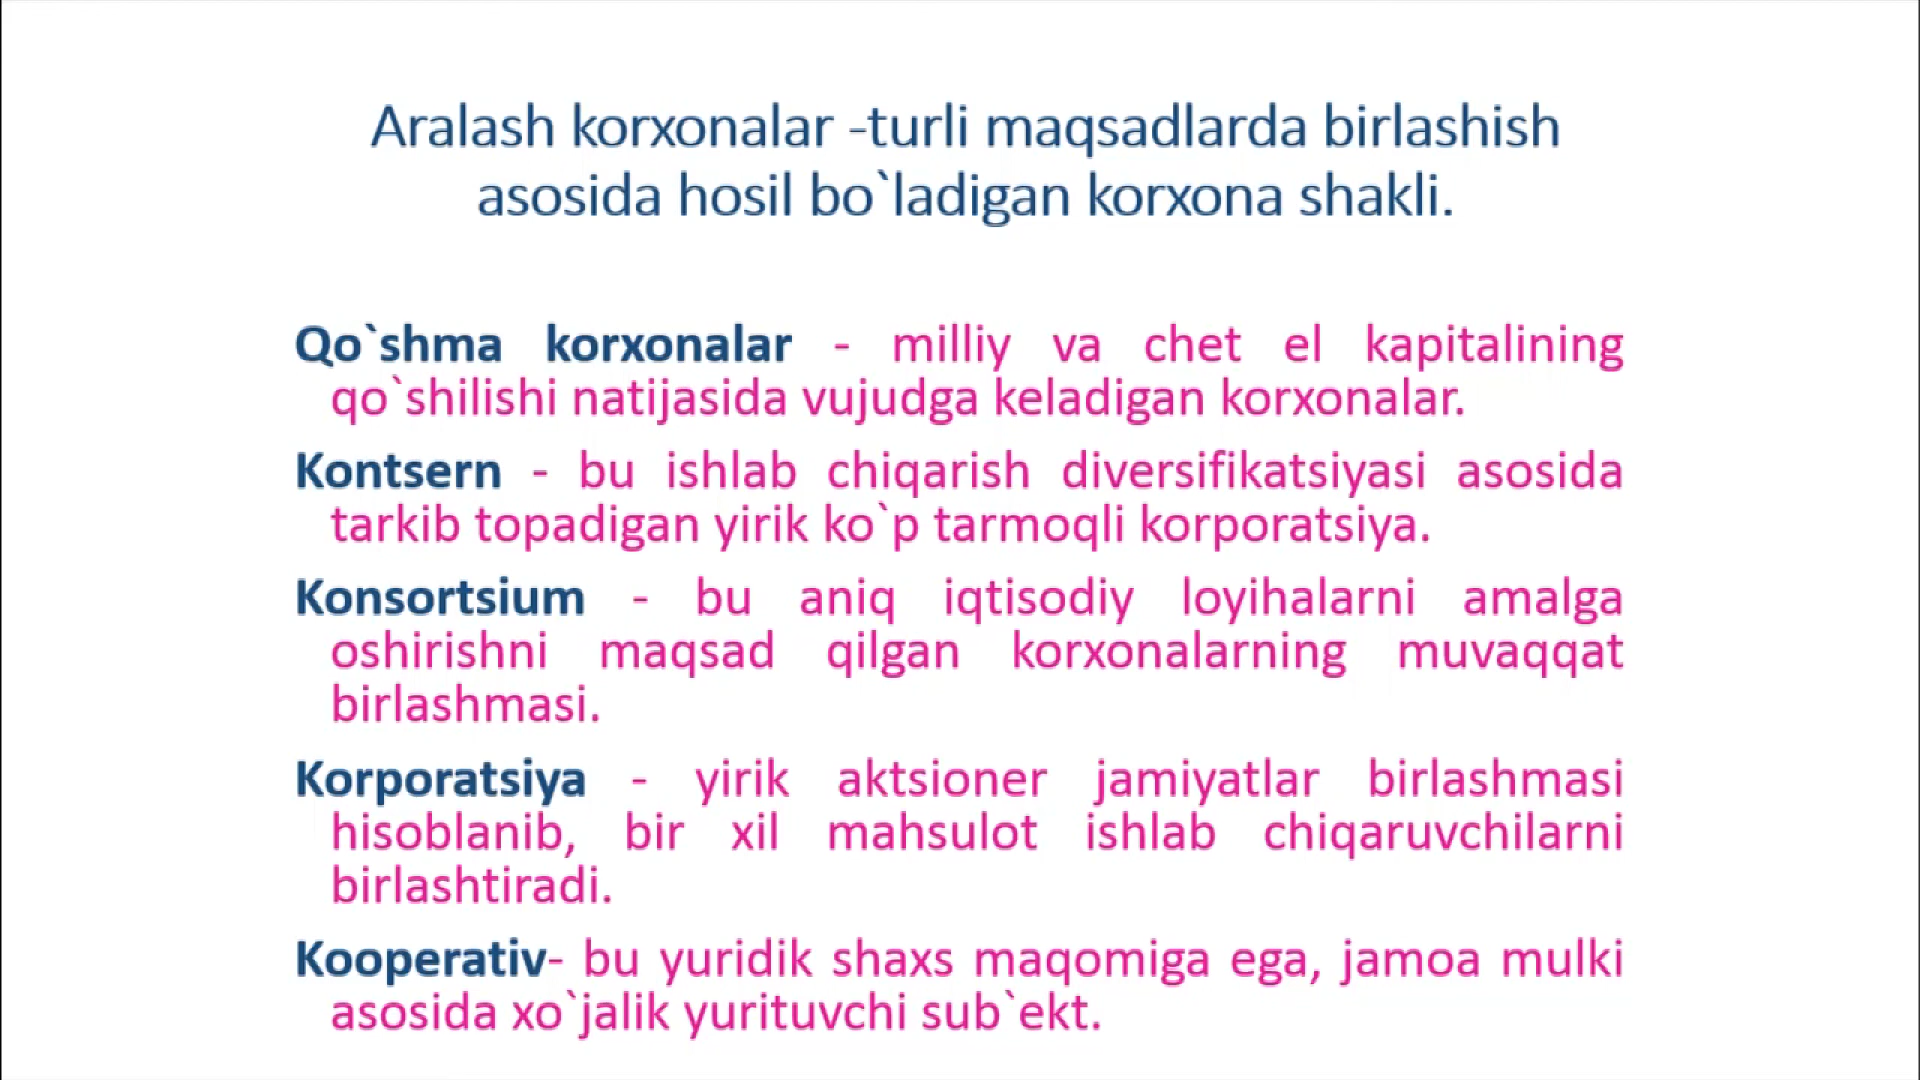 Aralash korxonalar -turli maqsadlarda birlashish
asosida hosil bo`ladigan korxona shakli.
Qo`shma korxonalar - milliy va chet el kapitalining
qo`shilishi natijasida vujudga keladigan korxonalar.
Kontsern - bu ishlab chiqarish diversifikatsiyasi asosida
tarkib topadigan yirik ko`p tarmoqli korporatsiya.
Konsortsium - bu aniq iqtisodiy loyihalarni amalga
oshirishni maqsad qilgan korxonalarning muvaqqat
birlashmasi.
Korporatsiya - yirik aktsioner jamiyatlar birlashmasi
hisoblanib, bir xil mahsulot ishlab chiqaruvchilarni
birlashtiradi.
Kooperativ- bu yuridik shaxs maqomiga ega, jamoa mulki
asosida xo`jalik yurituvchi sub`ekt.